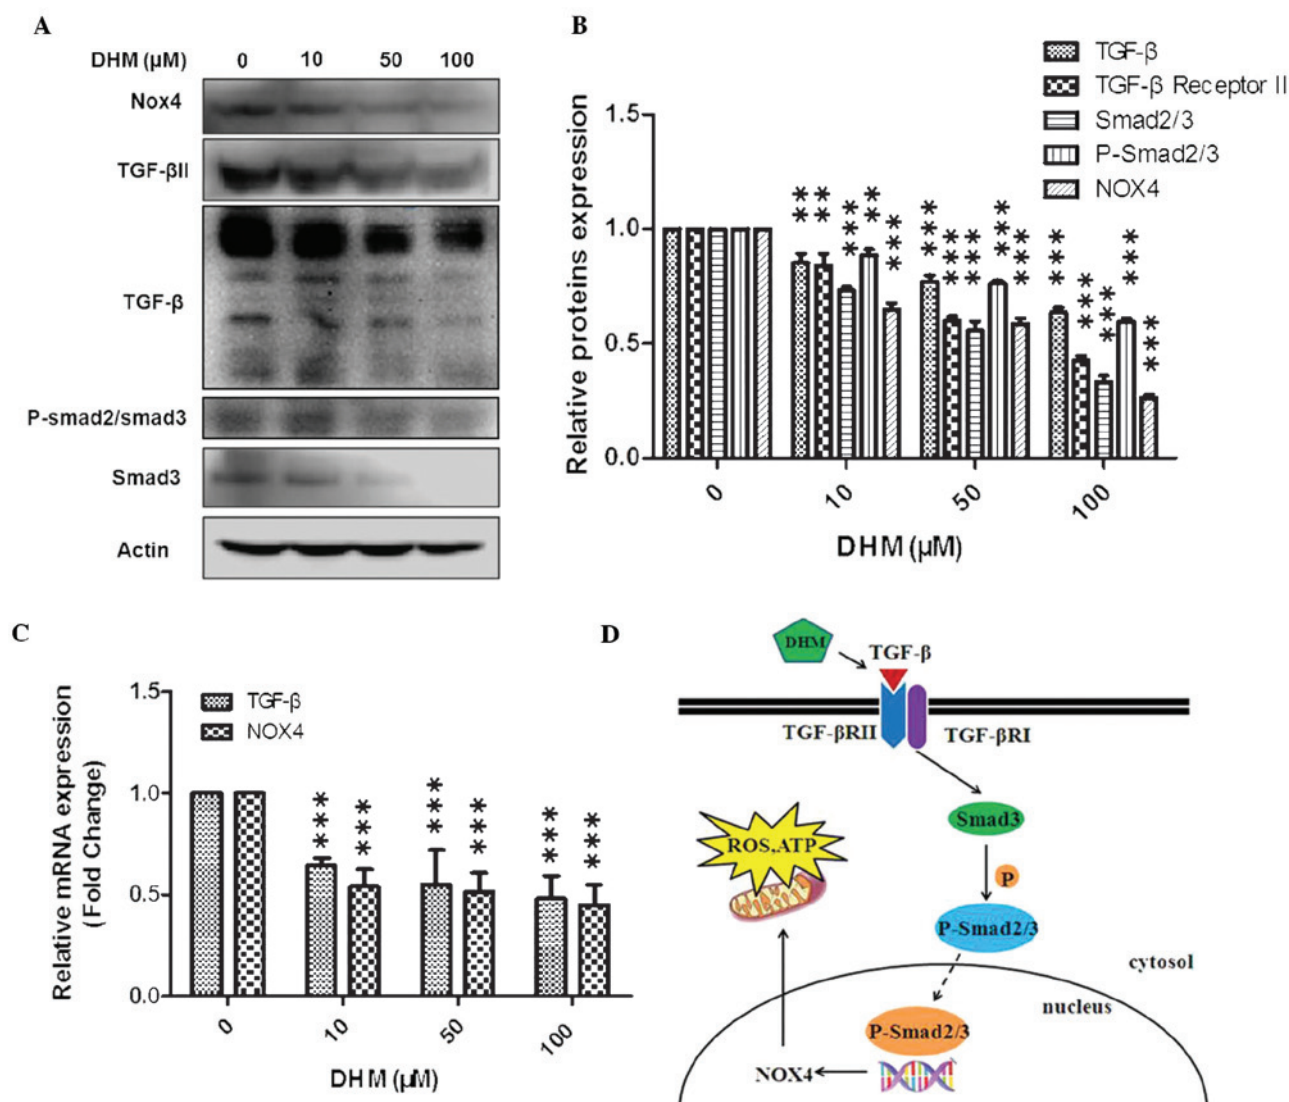 A
DHM (μM) 0 10 50 100
Nox4
TGF-βII
TGF-β
P-smad2/smad3
Smad3
Actin
B
TGF-β
TGF-β Receptor II
Smad2/3
P-Smad2/3
NOX4
Relative proteins expression
1.5
1.0
0.5
0.0
** ** *** ** ***
*** *** *** *** ***
*** *** *** *** ***
0 10 50 100
DHM (μM)
C
TGF-β
NOX4
Relative mRNA expression
(Fold Change)
1.5
1.0
0.5
0.0
*** *** *** *** *** ***
0 10 50 100
DHM (μM)
D
DHM
TGF-β
TGF-βRII
TGF-βRI
Smad3
P
P-Smad2/3
cytosol
nucleus
P-Smad2/3
NOX4
ROS,ATP